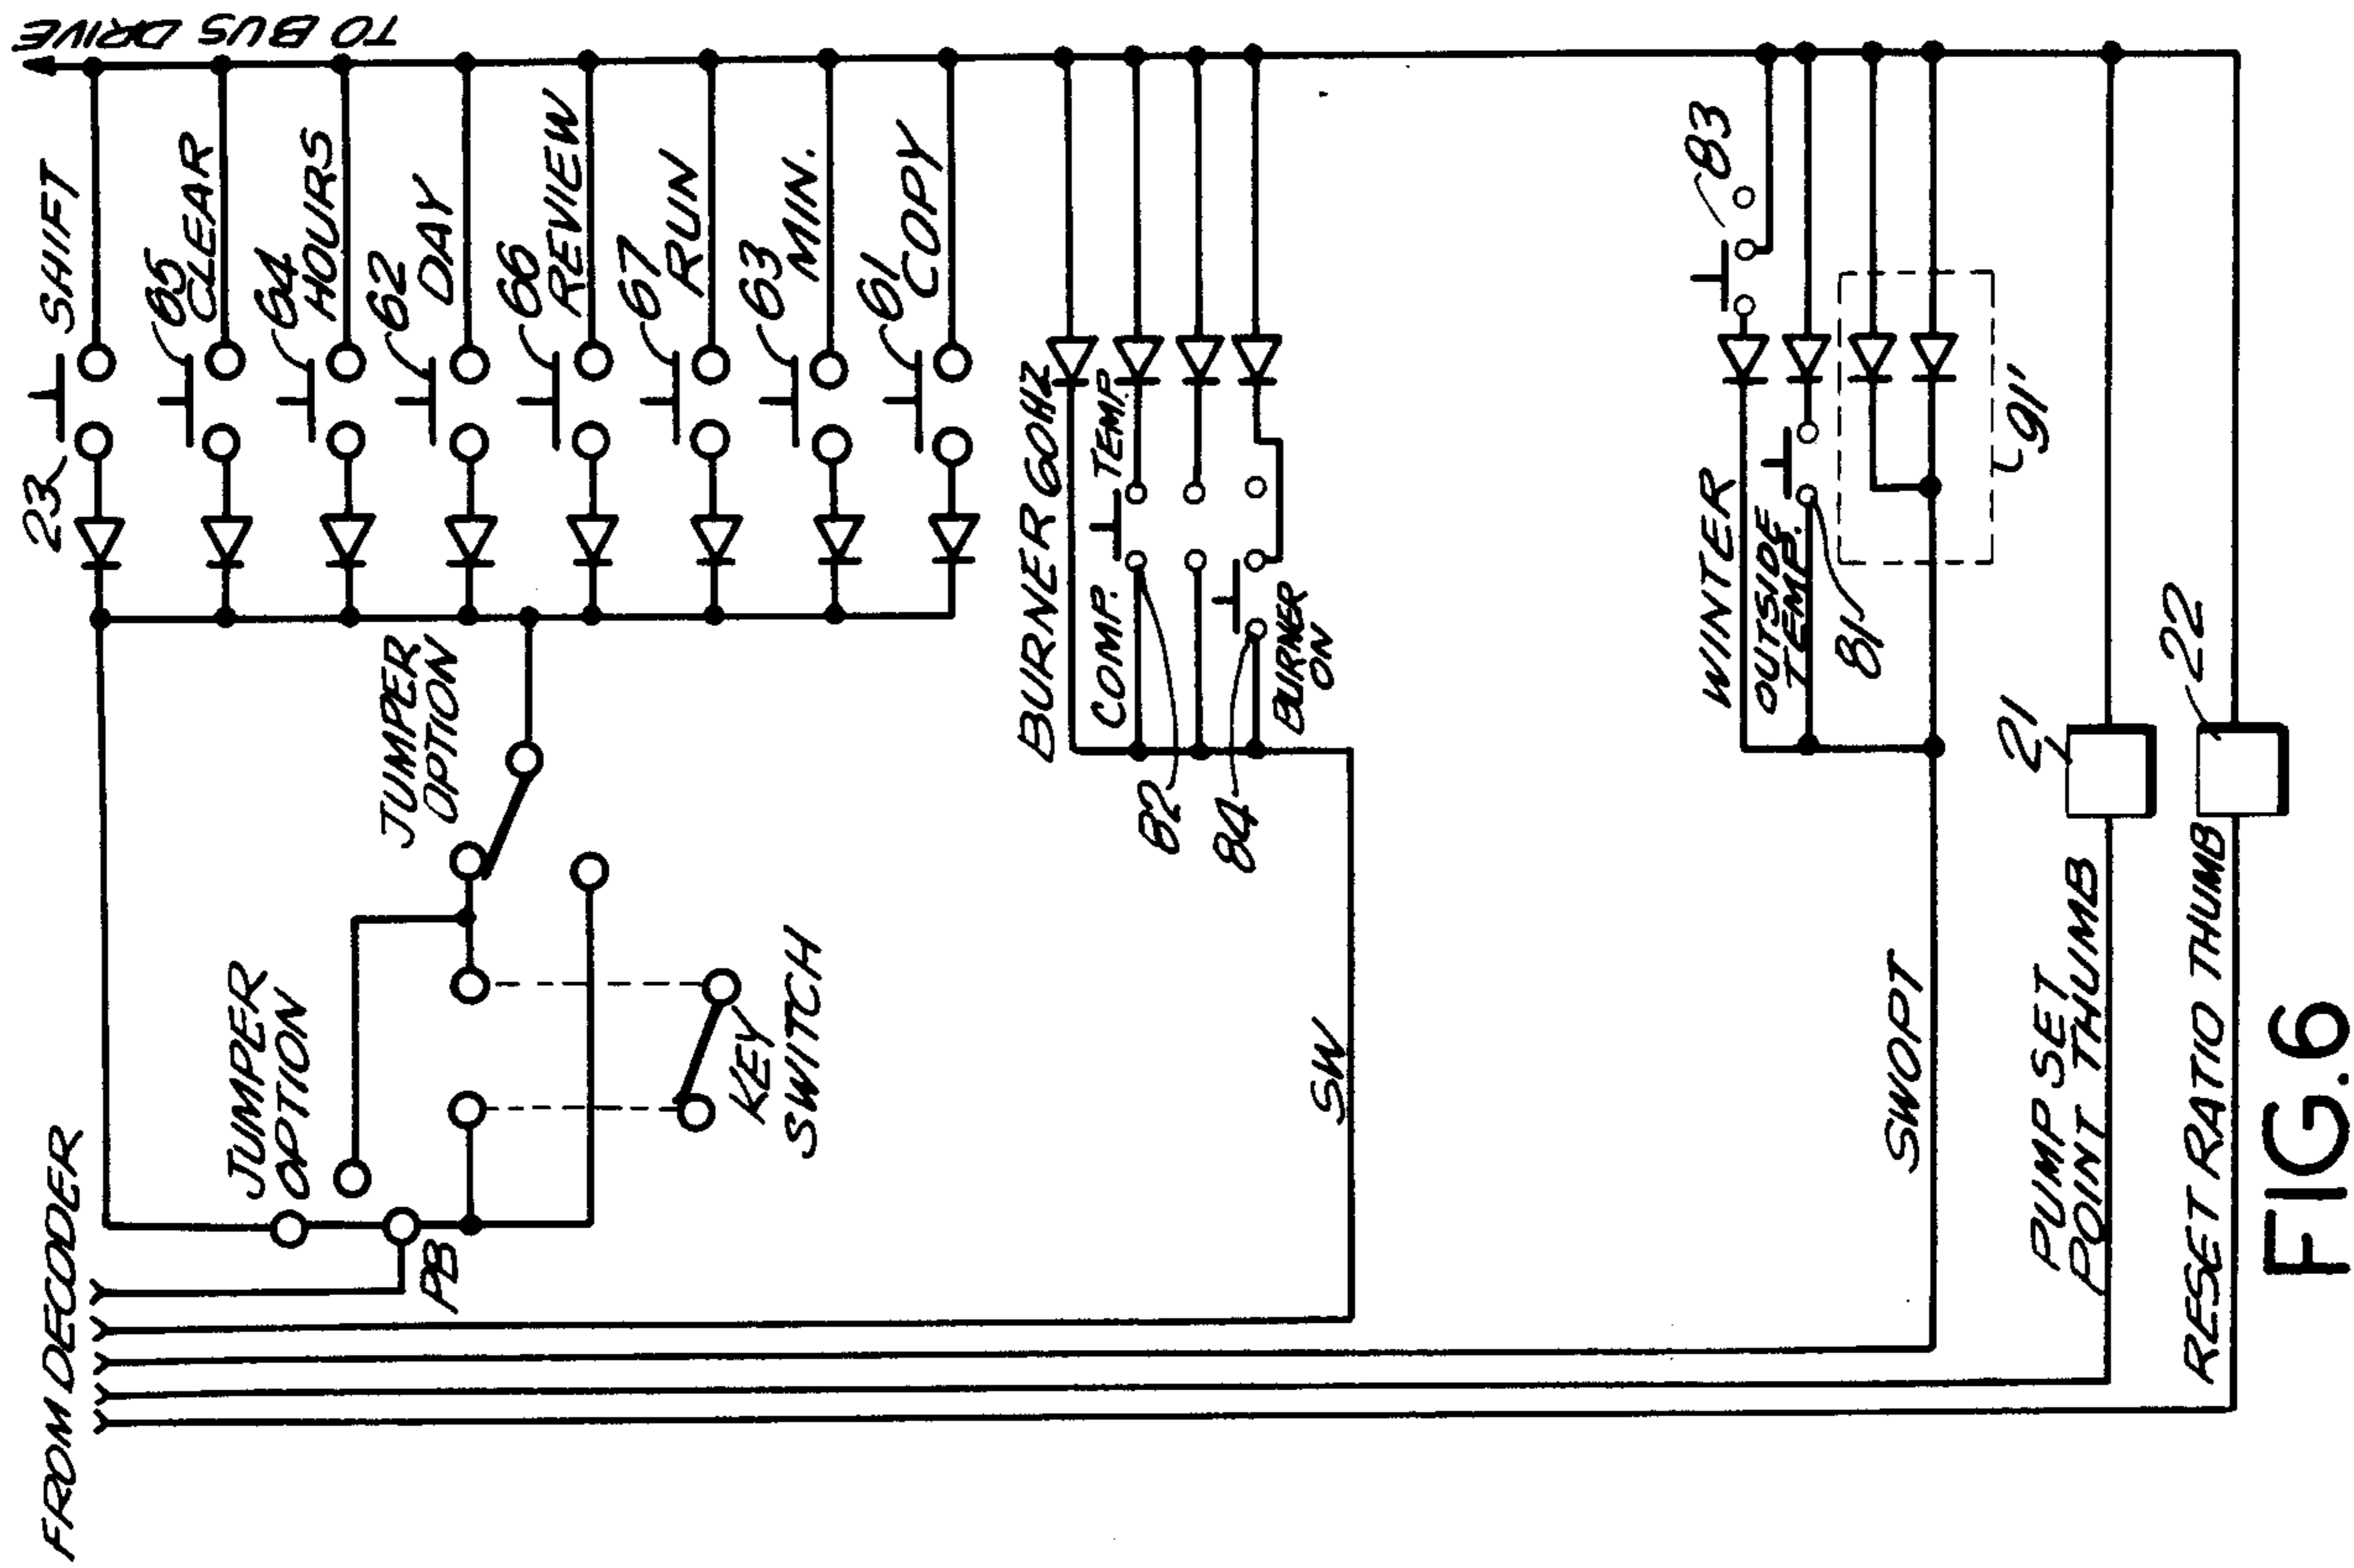 TO BUS DRIVE
FROM DECODER
23
SHIFT
65
CLEAR
64
HOURS
62
DAY
66
REVIEW
67
RUN
63
MIN.
61
COPY
JUMPER
OPTION
JUMPER
OPTION
PB
KEY
SWITCH
BURNER 60HZ
COMP. TEMP.
82
84
BURNER
ON
SW
WINTER
83
OUTSIDE
TEMP.
81
91'
SWOPT
PUMP SET
POINT THUMB
21
RESET RATIO THUMB
22
FIG.6